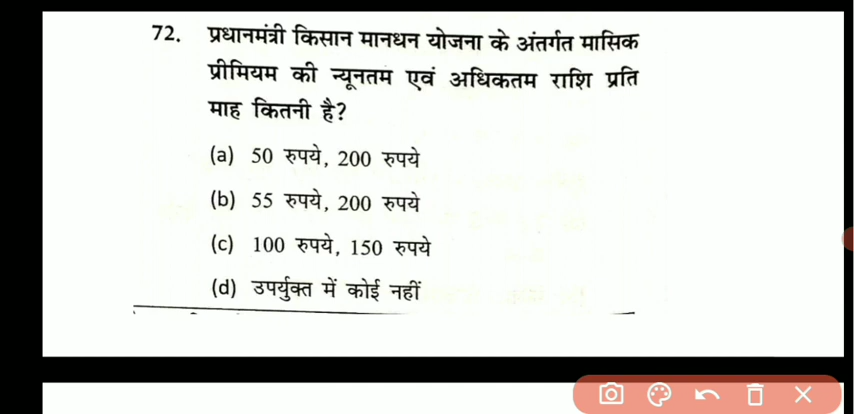 72. प्रधानमंत्री किसान मानधन योजना के अंतर्गत मासिक
प्रीमियम की न्यूनतम एवं अधिकतम राशि प्रति
माह कितनी है?
(a) 50 रुपये, 200 रुपये
(b) 55 रुपये, 200 रुपये
(c) 100 रुपये, 150 रुपये
(d) उपर्युक्त में कोई नहीं